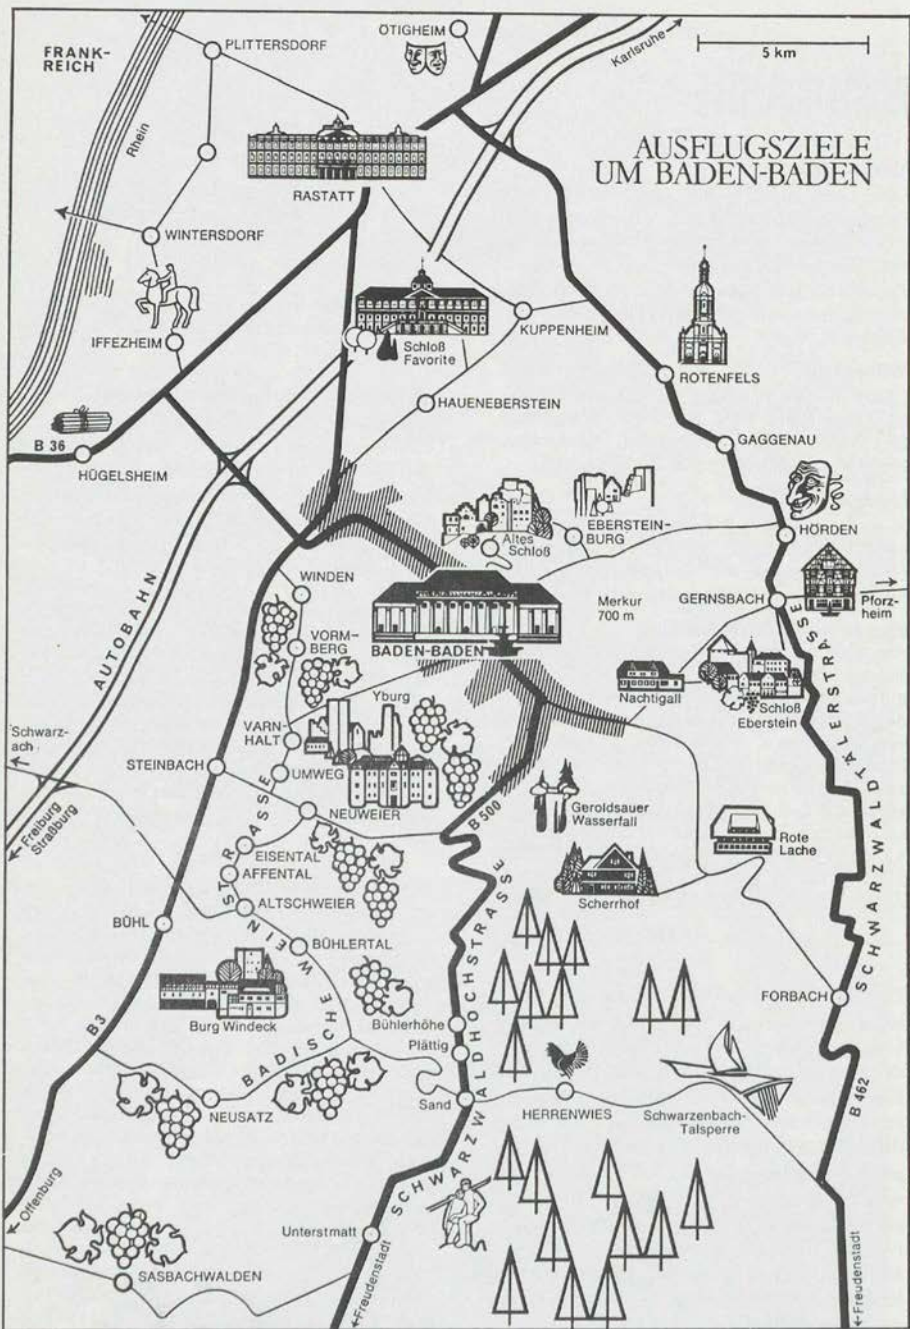 FRANK-
REICH
PLITTERSDORF
ÖTIGHEIM
Karlsruhe
5 km
Rhein
AUSFLUGSZIELE
UM BADEN-BADEN
RASTATT
WINTERSDORF
IFFEZHEIM
Schloß
Favorite
KUPPENHEIM
ROTENFELS
HAUENEBERSTEIN
B 36
HÜGELSHEIM
GAGGENAU
HÖRDEN
Altes
Schloß
EBERSTEIN-
BURG
AUTOBAHN
WINDEN
Merkur
700 m
GERNSBACH
Pforz-
heim
VORM-
BERG
BADEN-BADEN
Yburg
Nachtigall
Schloß
Eberstein
Schwarz-
ach
VARN-
HALT
STEINBACH
UMWEG
NEUWEIER
B 500
Geroldsauer
Wasserfall
Freiburg
Straßburg
EISENTAL
AFFENTAL
Rote
Lache
Scherrhof
ALTSCHWEIER
BÜHL
BÜHLERTAL
BADISCHE WEINSTRASSE
SCHWARZWALDHOCHSTRASSE
SCHWARZWALDTÄLERSTRASSE
FORBACH
Burg Windeck
Bühlerhöhe
Plättig
B 3
NEUSATZ
Sand
HERRENWIES
Schwarzenbach-
Talsperre
B 462
Offenburg
Unterstmatt
SASBACHWALDEN
Freudenstadt
Freudenstadt